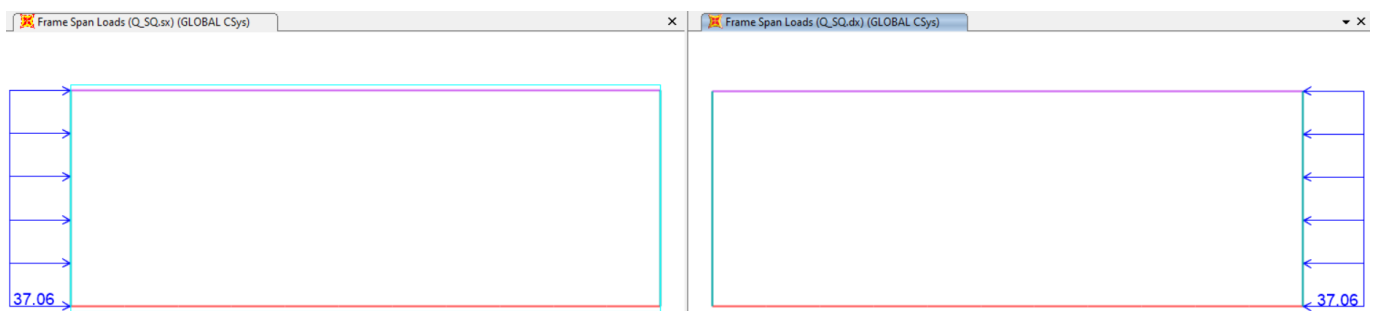 Frame Span Loads (Q_SQ.sx) (GLOBAL CSys)
Frame Span Loads (Q_SQ.dx) (GLOBAL CSys)
37.06
37.06